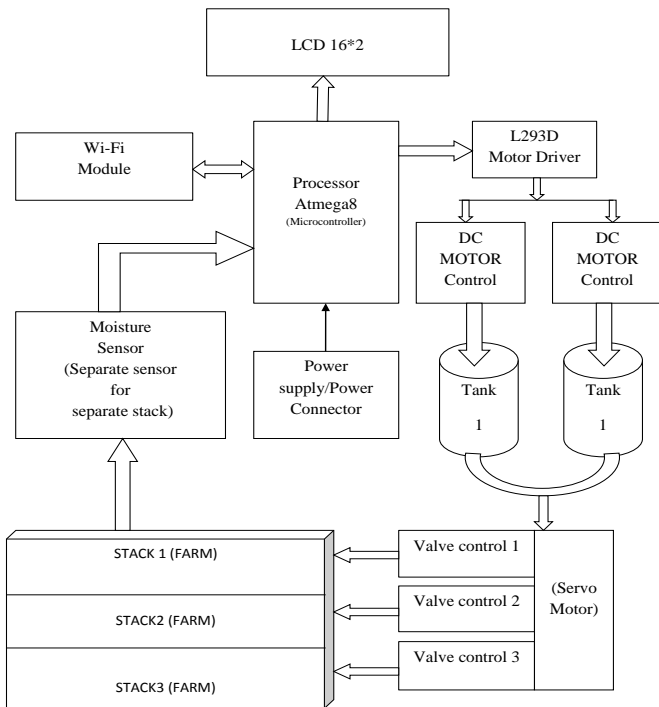 LCD 16*2
Wi-Fi
Module
Processor
Atmega8
(Microcontroller)
L293D
Motor Driver
DC
MOTOR
Control
DC
MOTOR
Control
Moisture
Sensor
(Separate sensor
for
separate stack)
Power
supply/Power
Connector
Tank
1
Tank
1
STACK 1 (FARM)
STACK2 (FARM)
STACK3 (FARM)
Valve control 1
Valve control 2
Valve control 3
(Servo
Motor)